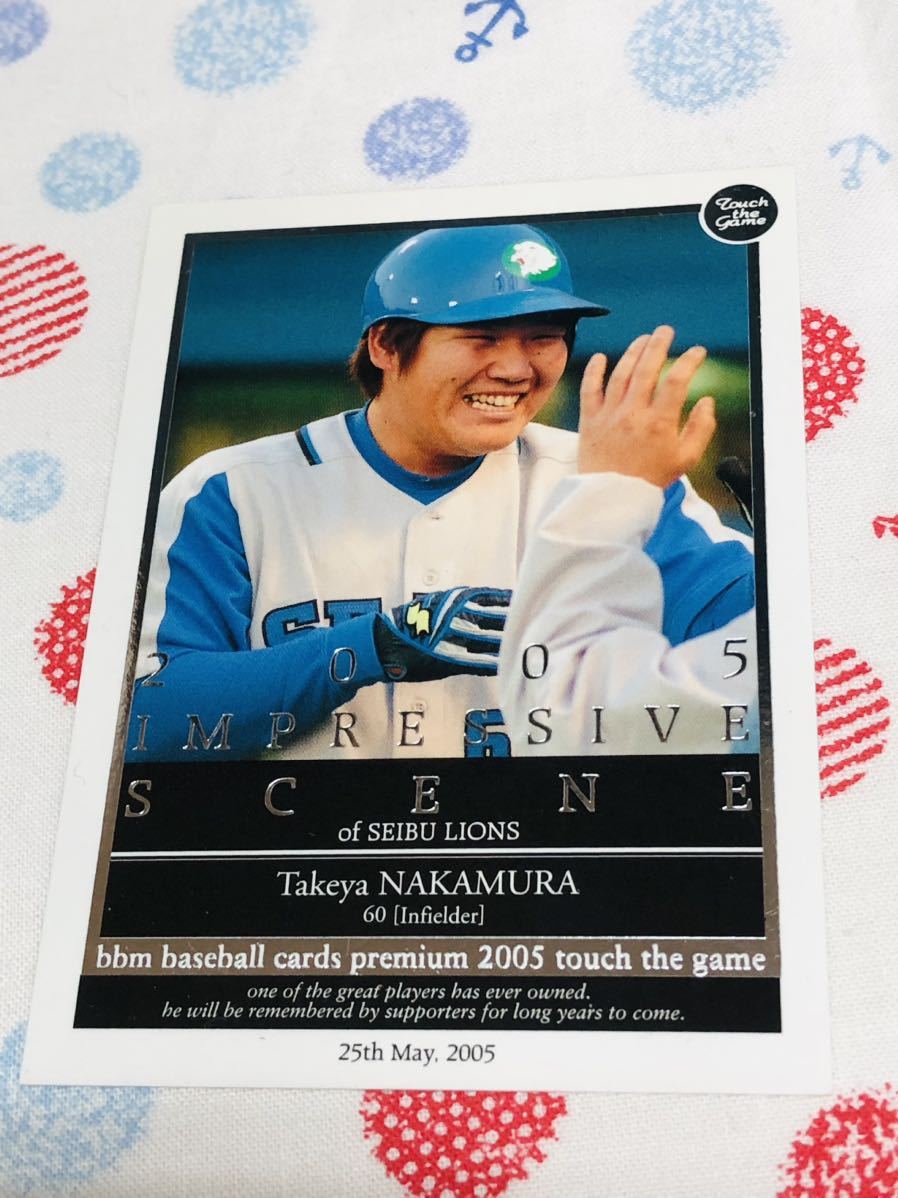 Touch
the
Game
SE
6
2005
IMPRESSIVE
SCENE
of SEIBU LIONS
Takeya NAKAMURA
60 [Infielder]
bbm baseball cards premium 2005 touch the game
one of the great players has ever owned.
he will be remembered by supporters for long years to come.
25th May, 2005